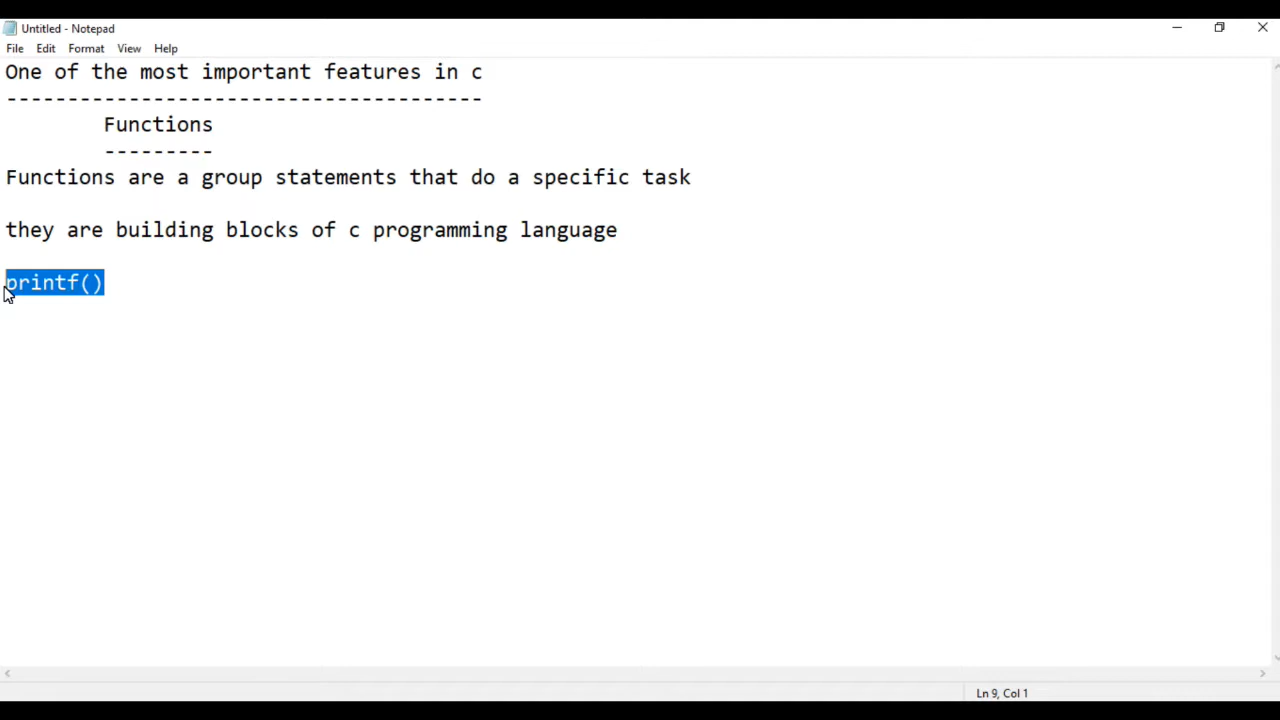 Untitled - Notepad
File Edit Format View Help
One of the most important features in c
---------------------------------------
Functions
---------
Functions are a group statements that do a specific task
they are building blocks of c programming language
printf()
Ln 9, Col 1